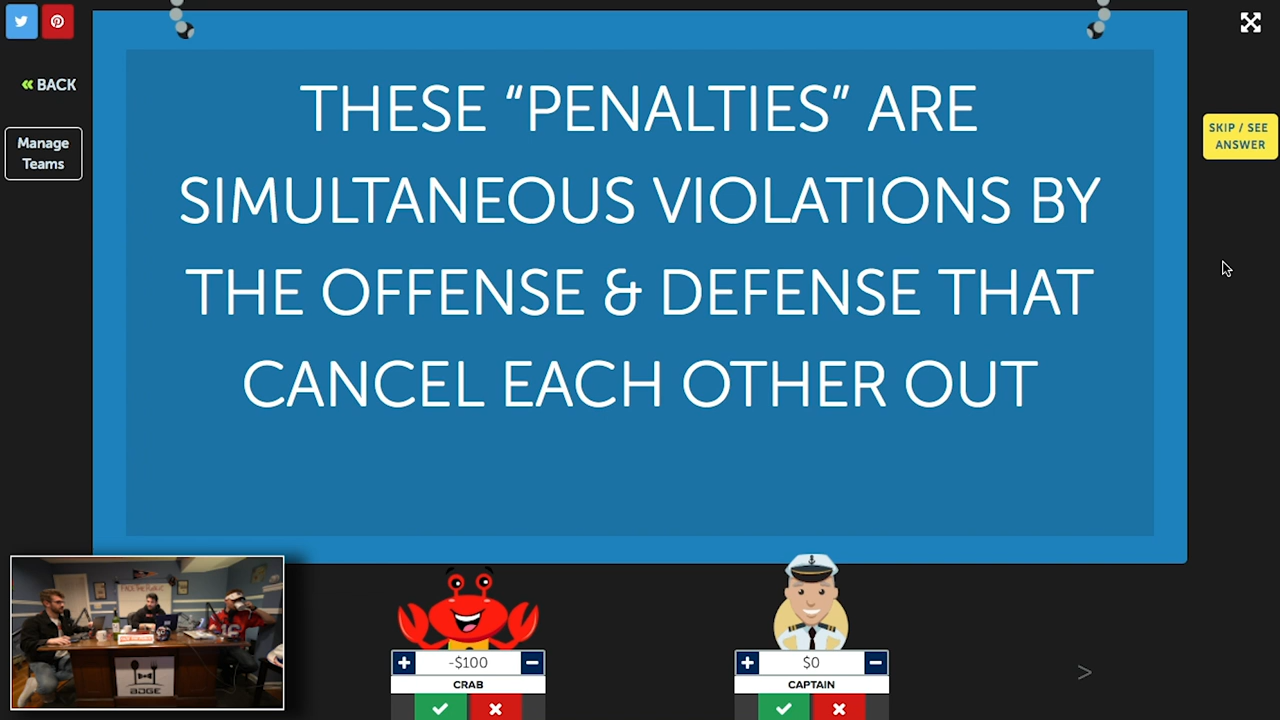 « BACK
Manage
Teams
THESE “PENALTIES” ARE
SIMULTANEOUS VIOLATIONS BY
THE OFFENSE & DEFENSE THAT
CANCEL EACH OTHER OUT
SKIP / SEE
ANSWER
+ -$100 −
CRAB
+ $0 −
CAPTAIN
>